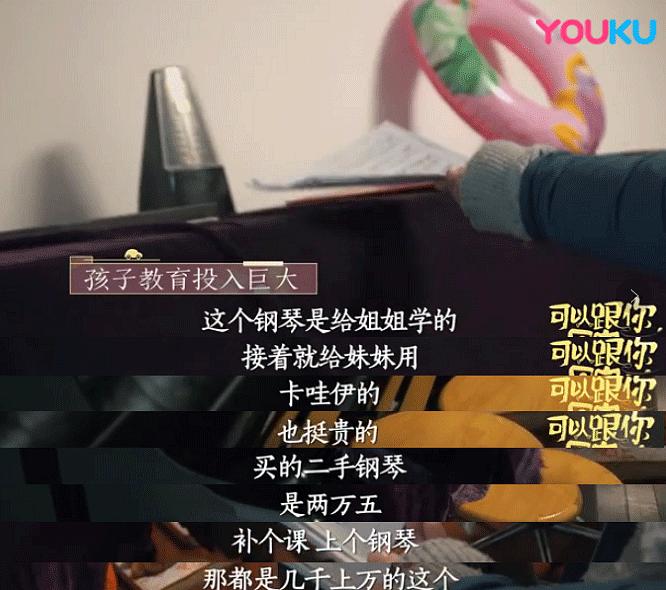 YOUKU
孩子教育投入巨大
这个钢琴是给姐姐学的
可以跟你
接着就给妹妹用
可以跟你
卡哇伊的
可以跟你
也挺贵的
可以跟你
买的二手钢琴
是两万五
补个课 上个钢琴
那都是几千上万的这个